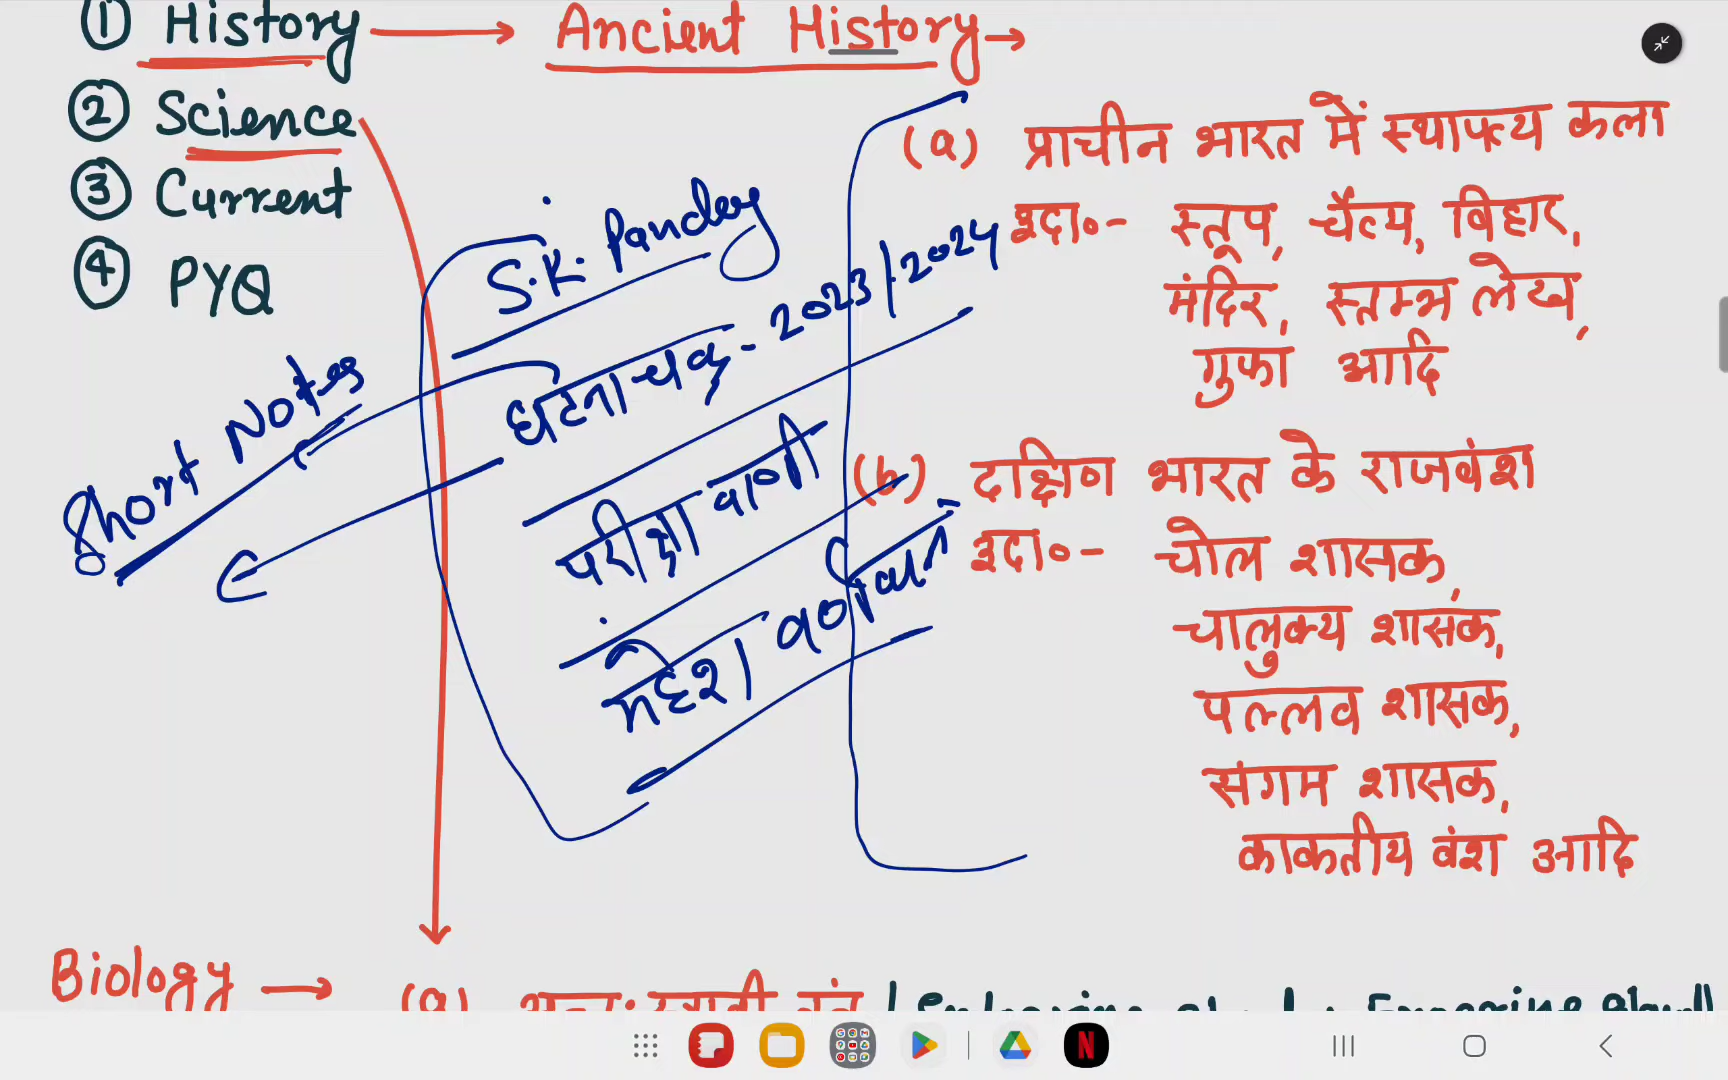 ① History → Ancient History →
② Science
③ Current
④ PYQ
(a) प्राचीन भारत में स्थापत्य कला
उदा०- स्तूप, चैत्य, विहार,
मंदिर, स्तम्भ लेख,
गुफा आदि
S.K. Pandey
घटना चक्र - 2023/2024
परीक्षा वाणी
महेश वर्णवाल
Short Notes
(b) दक्षिण भारत के राजवंश
उदा०- चोल शासक,
चालुक्य शासक,
पल्लव शासक,
संगम शासक,
काकतीय वंश आदि
Biology → (a)